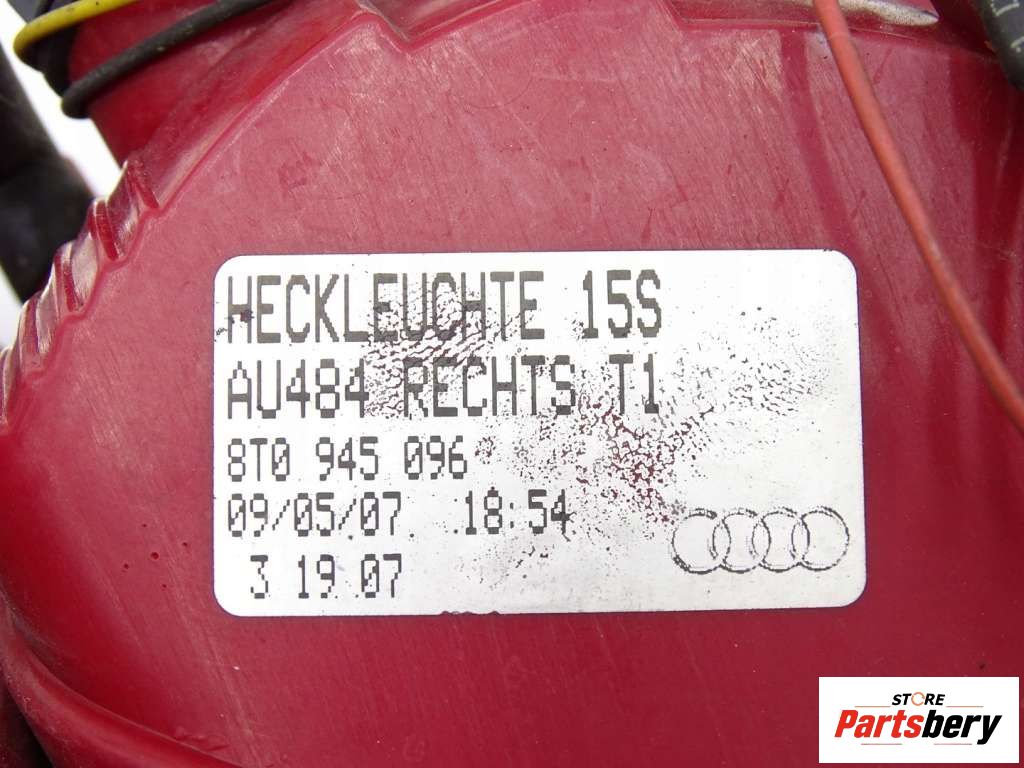 HECKLEUCHTE 15S
AU484 RECHTS T1
8T0 945 096
09/05/07 18:54
3 19 07
STORE
Partsbery